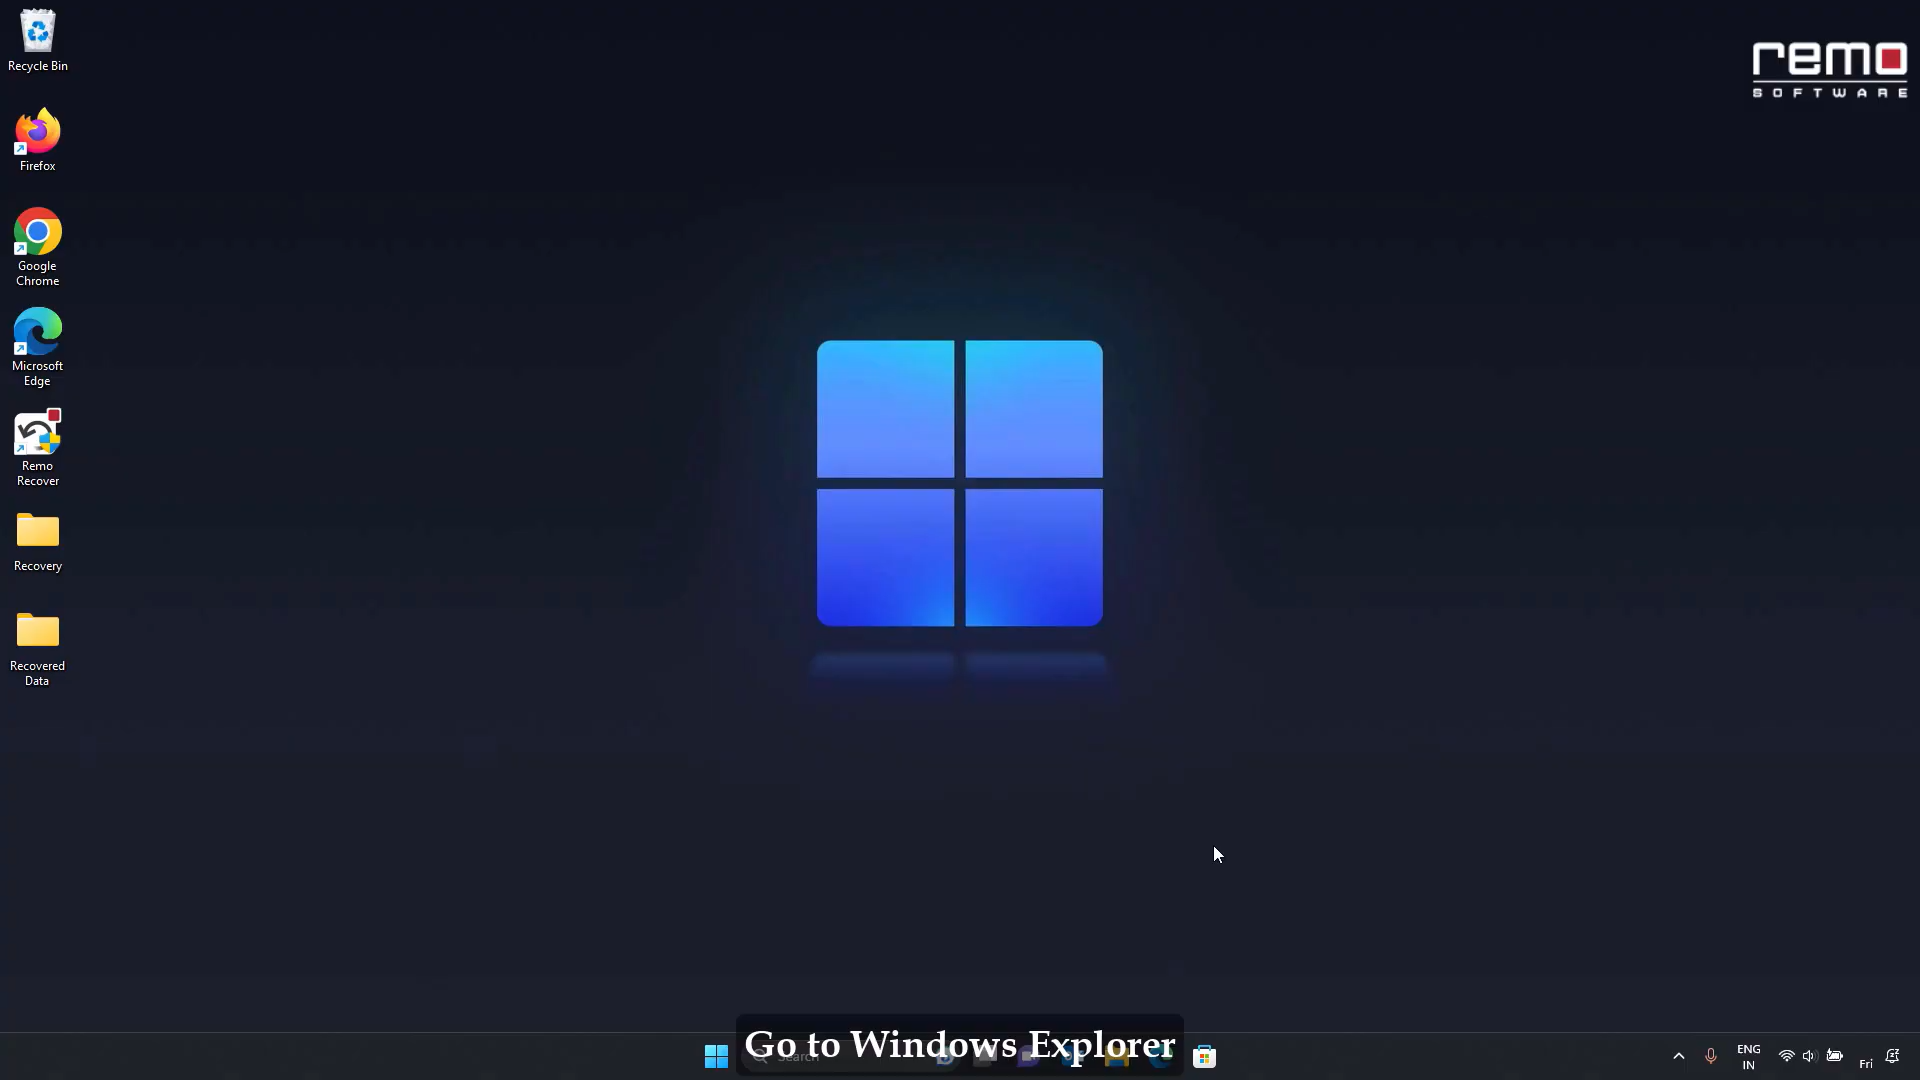 Recycle Bin
remo
SOFTWARE
Firefox
Google
Chrome
Microsoft
Edge
Remo
Recover
Recovery
Recovered
Data
Search
Go to Windows Explorer
ENG
IN
Fri